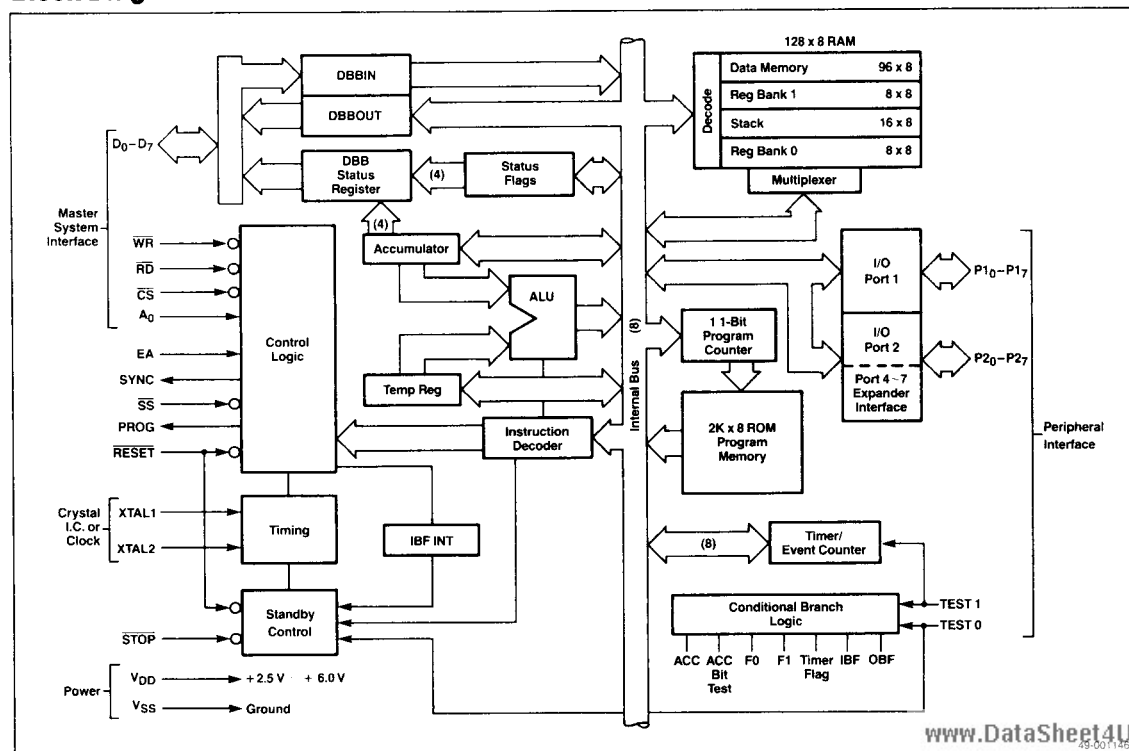 128 x 8 RAM
DBBIN
DBBOUT
Decode
Data Memory 96 x 8
Reg Bank 1 8 x 8
Stack 16 x 8
Reg Bank 0 8 x 8
Multiplexer
D0–D7
DBB
Status
Register
(4)
Status
Flags
(4)
Master
System
Interface
W̅R̅
R̅D̅
C̅S̅
A0
EA
SYNC
S̅S̅
PROG
R̅E̅S̅E̅T̅
Control
Logic
Accumulator
ALU
Temp Reg
Instruction
Decoder
Internal Bus
(8)
1 1-Bit
Program
Counter
2K x 8 ROM
Program
Memory
I/O
Port 1
I/O
Port 2
Port 4~7
Expander
Interface
P10–P17
P20–P27
Peripheral
Interface
Crystal
I.C. or
Clock
XTAL1
XTAL2
Timing
IBF INT
(8)
Timer/
Event Counter
Standby
Control
S̅T̅O̅P̅
Conditional Branch
Logic
TEST 1
TEST 0
ACC
ACC
Bit
Test
F0
F1
Timer
Flag
IBF
OBF
Power
VDD +2.5 V + 6.0 V
VSS Ground
www.DataSheet4U
49-001146